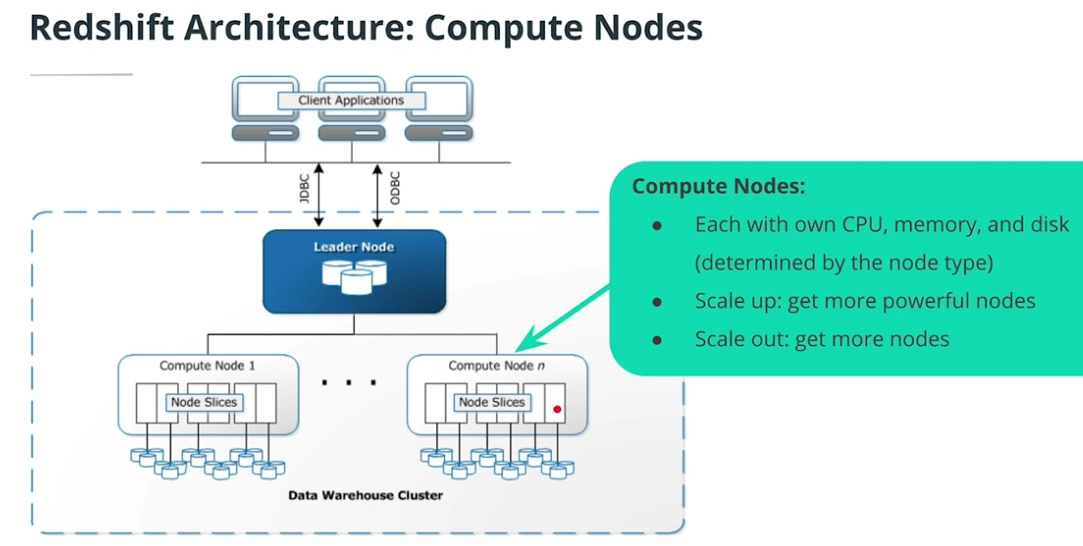 Redshift Architecture: Compute Nodes
Client Applications
JDBC
ODBC
Leader Node
Compute Nodes:
● Each with own CPU, memory, and disk
(determined by the node type)
● Scale up: get more powerful nodes
● Scale out: get more nodes
Compute Node 1
. . .
Compute Node n
Node Slices
Node Slices
Data Warehouse Cluster